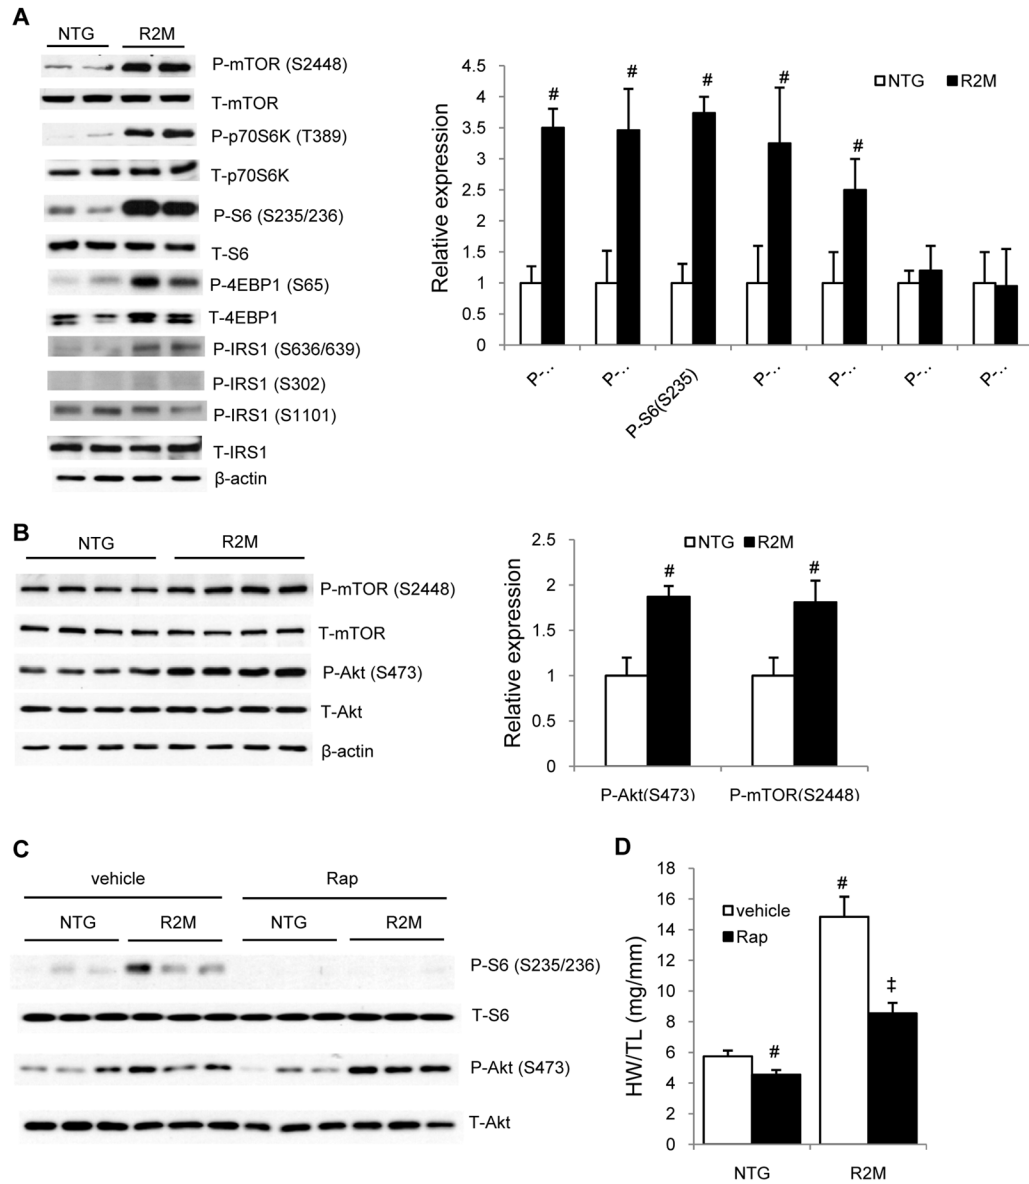 A
NTG R2M
P-mTOR (S2448)
T-mTOR
P-p70S6K (T389)
T-p70S6K
P-S6 (S235/236)
T-S6
P-4EBP1 (S65)
T-4EBP1
P-IRS1 (S636/639)
P-IRS1 (S302)
P-IRS1 (S1101)
T-IRS1
β-actin
NTG R2M
Relative expression
4.5
4
3.5
3
2.5
2
1.5
1
0.5
0
# # # # #
P-... P-... P-S6(S235) P-... P-... P-... P-...
B
NTG R2M
P-mTOR (S2448)
T-mTOR
P-Akt (S473)
T-Akt
β-actin
NTG R2M
Relative expression
2.5
2
1.5
1
0.5
0
# #
P-Akt(S473) P-mTOR(S2448)
C
vehicle Rap
NTG R2M NTG R2M
P-S6 (S235/236)
T-S6
P-Akt (S473)
T-Akt
D
HW/TL (mg/mm)
18
16
14
12
10
8
6
4
2
0
vehicle
Rap
# # ‡
NTG R2M